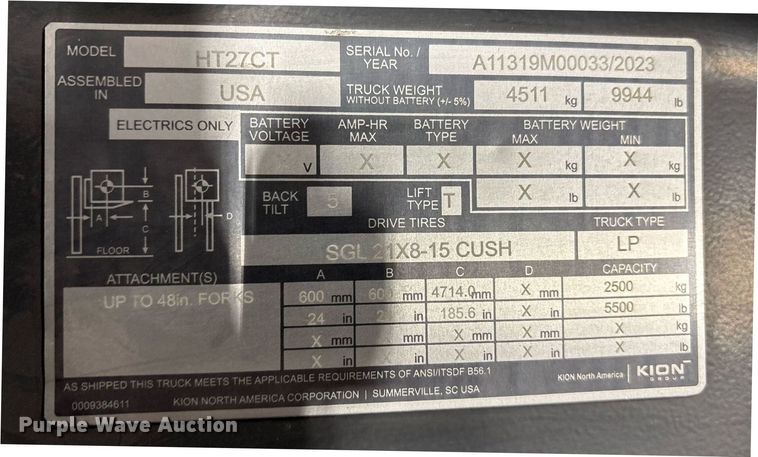 MODEL HT27CT SERIAL No./ YEAR A11319M00033/2023
ASSEMBLED IN USA TRUCK WEIGHT WITHOUT BATTERY (+/- 5%) 4511 kg 9944 lb
ELECTRICS ONLY BATTERY VOLTAGE AMP-HR MAX BATTERY TYPE BATTERY WEIGHT
MAX MIN
V X X X kg X kg
X lb X lb
BACK TILT 5 LIFT TYPE T
A B C D
FLOOR
DRIVE TIRES TRUCK TYPE
SGL 21X8-15 CUSH LP
ATTACHMENT(S) A B C D CAPACITY
UP TO 48in. FORKS 600 mm mm 4714.0 mm X mm 2500 kg
24 in in 185.6 in X in 5500 lb
X mm X mm X mm X mm X kg
X in X in X in X in X lb
AS SHIPPED THIS TRUCK MEETS THE APPLICABLE REQUIREMENTS OF ANSI/ITSDF B56.1
0009384611 KION NORTH AMERICA CORPORATION | SUMMERVILLE, SC USA
KION North America | KION GROUP
Purple Wave Auction